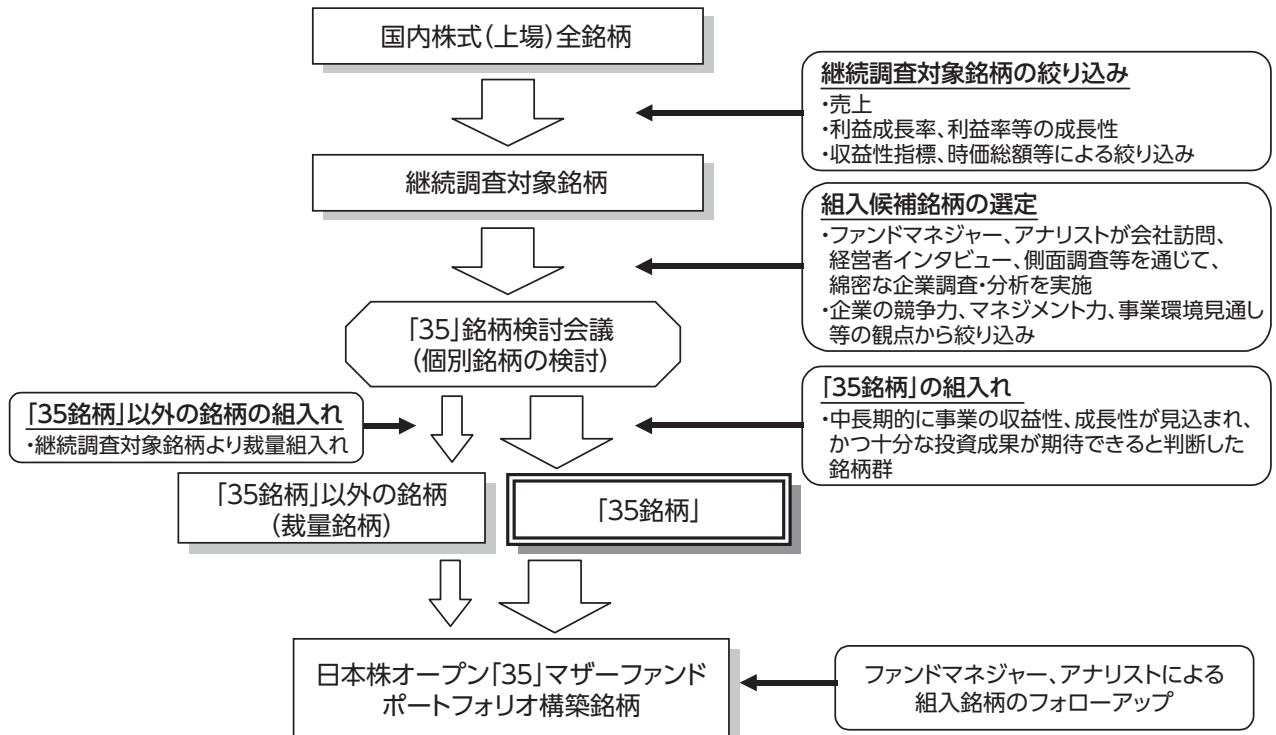 国内株式(上場)全銘柄
継続調査対象銘柄の絞り込み
・売上
・利益成長率、利益率等の成長性
・収益性指標、時価総額等による絞り込み
継続調査対象銘柄
組入候補銘柄の選定
・ファンドマネジャー、アナリストが会社訪問、
経営者インタビュー、側面調査等を通じて、
綿密な企業調査・分析を実施
・企業の競争力、マネジメント力、事業環境見通し
等の観点から絞り込み
「35」銘柄検討会議
(個別銘柄の検討)
「35銘柄」以外の銘柄の組入れ
・継続調査対象銘柄より裁量組入れ
「35銘柄」の組入れ
・中長期的に事業の収益性、成長性が見込まれ、
かつ十分な投資成果が期待できると判断した
銘柄群
「35銘柄」以外の銘柄
(裁量銘柄)
「35銘柄」
日本株オープン「35」マザーファンド
ポートフォリオ構築銘柄
ファンドマネジャー、アナリストによる
組入銘柄のフォローアップ